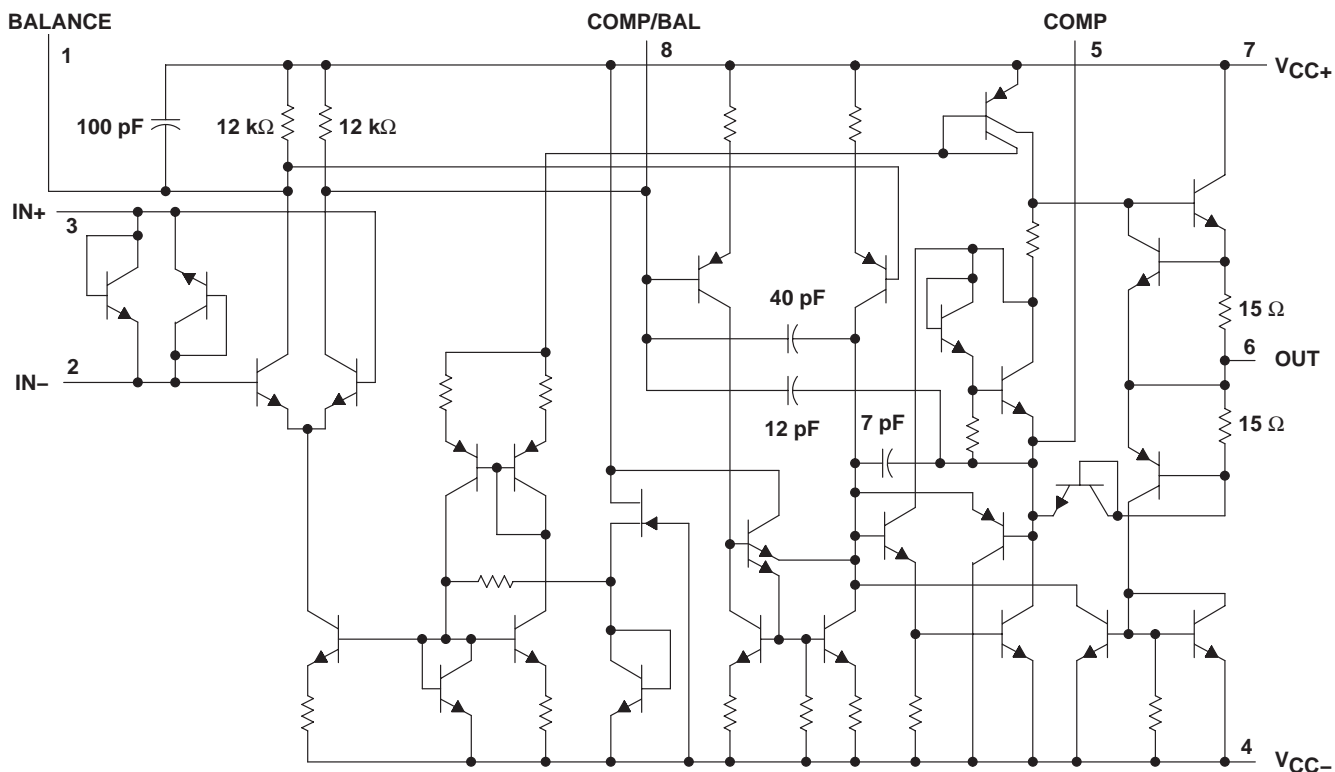 BALANCE
1
COMP/BAL
8
COMP
5
7
VCC+
100 pF
12 kΩ
12 kΩ
IN+
3
40 pF
15 Ω
2
IN−
6
OUT
12 pF
7 pF
15 Ω
4
VCC−